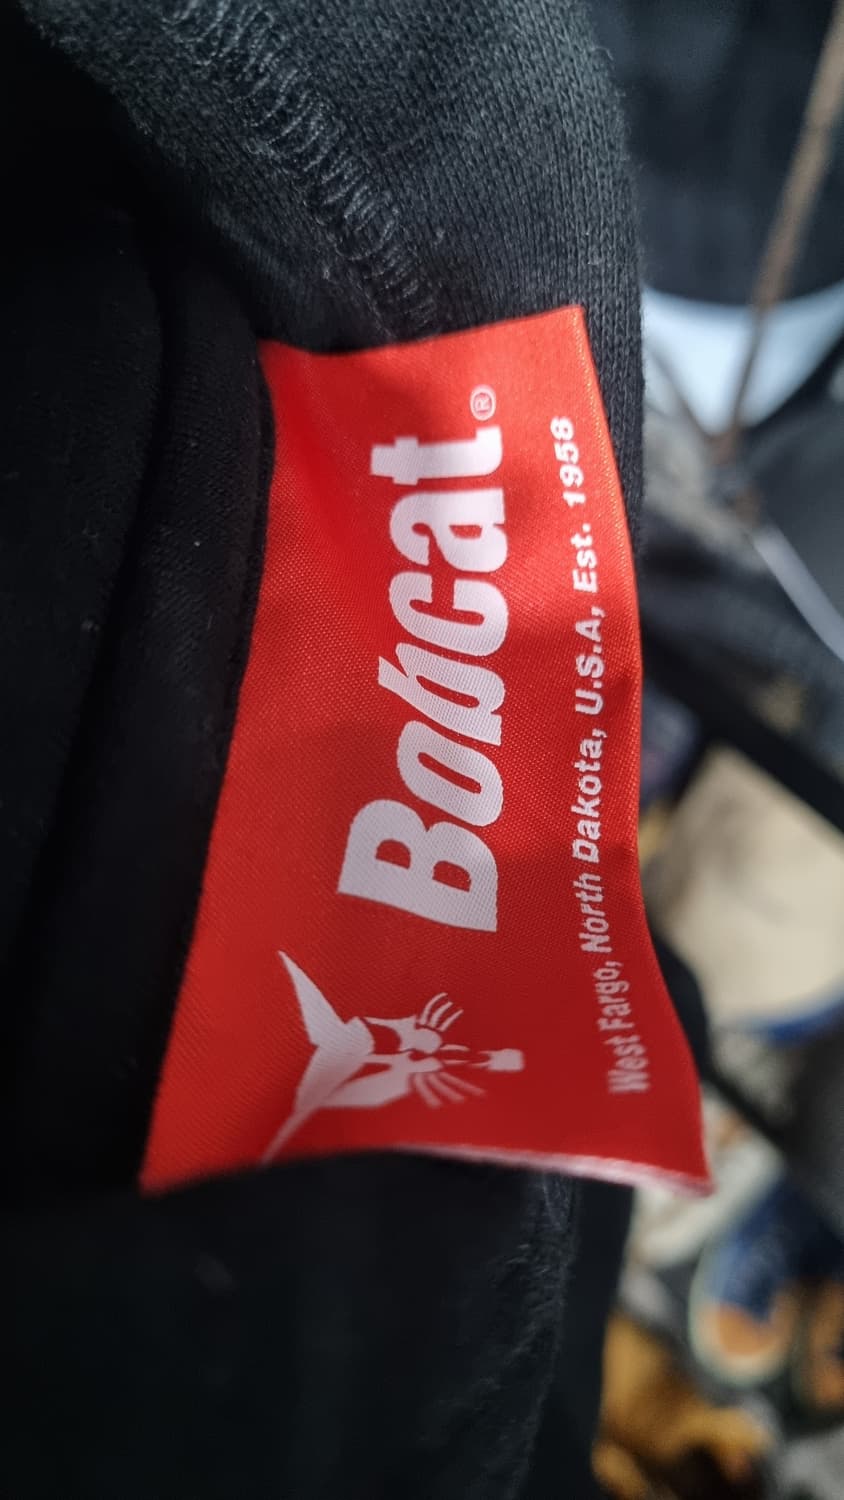 Bobcat®
West Fargo, North Dakota, U.S.A, Est. 1958